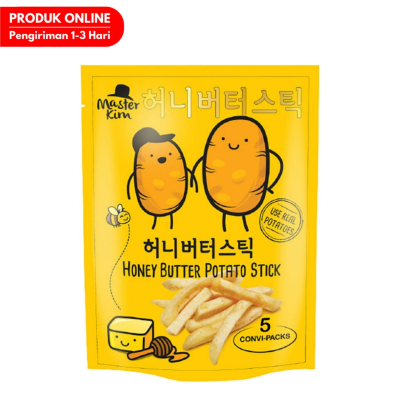 PRODUK ONLINE
Pengiriman 1-3 Hari
Master
Kim
허니버터스틱
USE REAL
POTATOES
허니버터스틱
HONEY BUTTER POTATO STICK
5
CONVI-PACKS